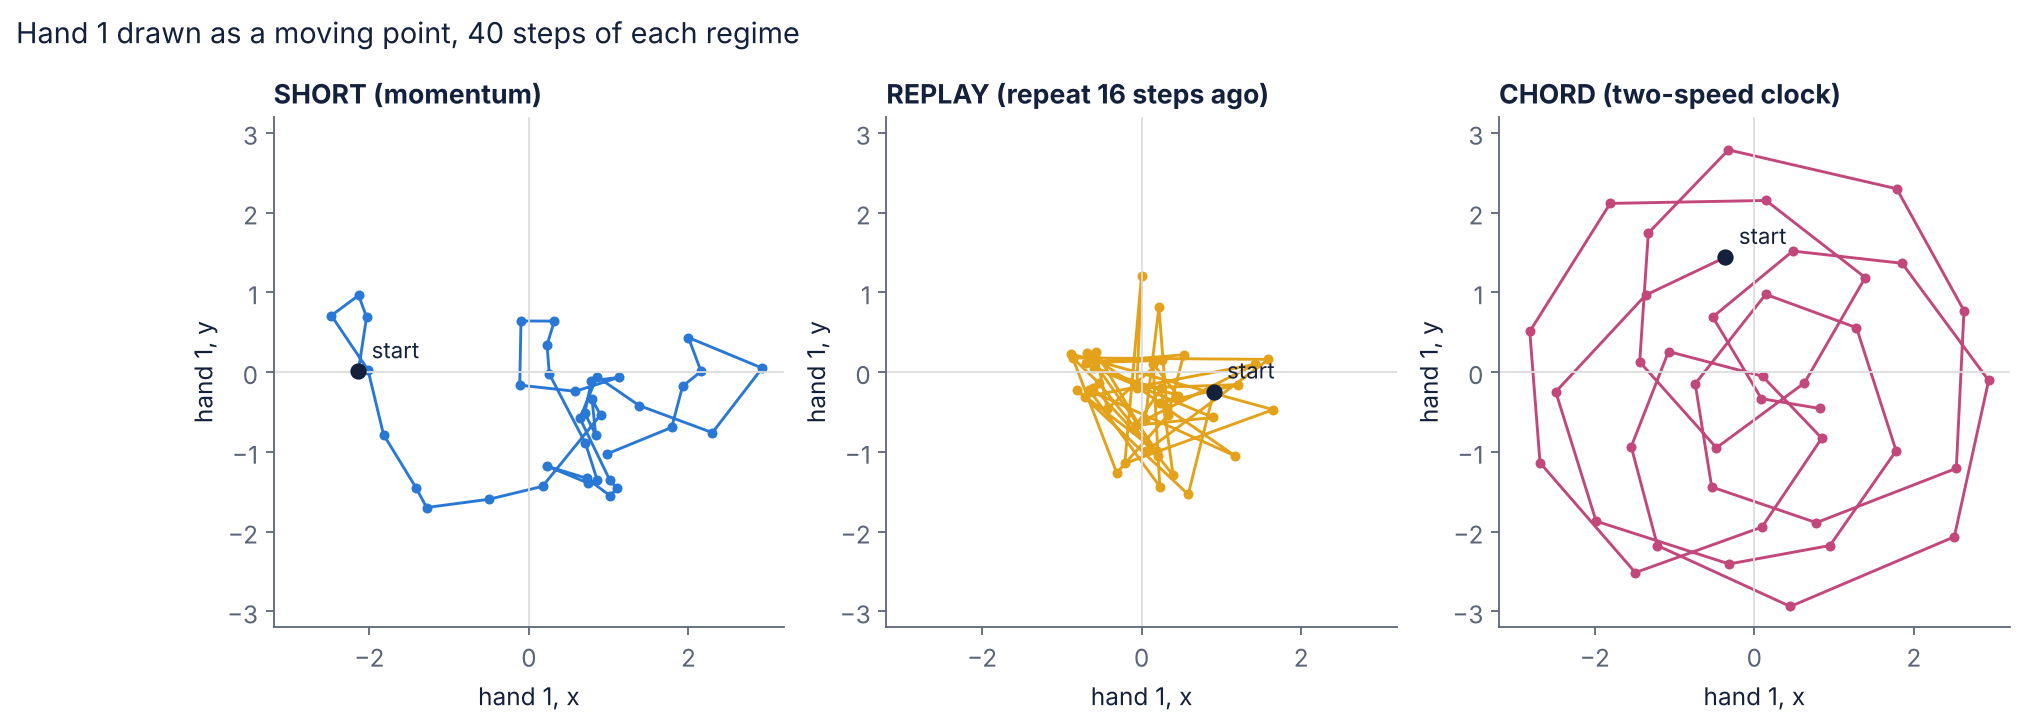 Hand 1 drawn as a moving point, 40 steps of each regime
SHORT (momentum)
3
2
1
0
−1
−2
−3
−2
0
2
hand 1, x
hand 1, y
start
REPLAY (repeat 16 steps ago)
3
2
1
0
−1
−2
−3
−2
0
2
hand 1, x
hand 1, y
start
CHORD (two-speed clock)
3
2
1
0
−1
−2
−3
−2
0
2
hand 1, x
hand 1, y
start